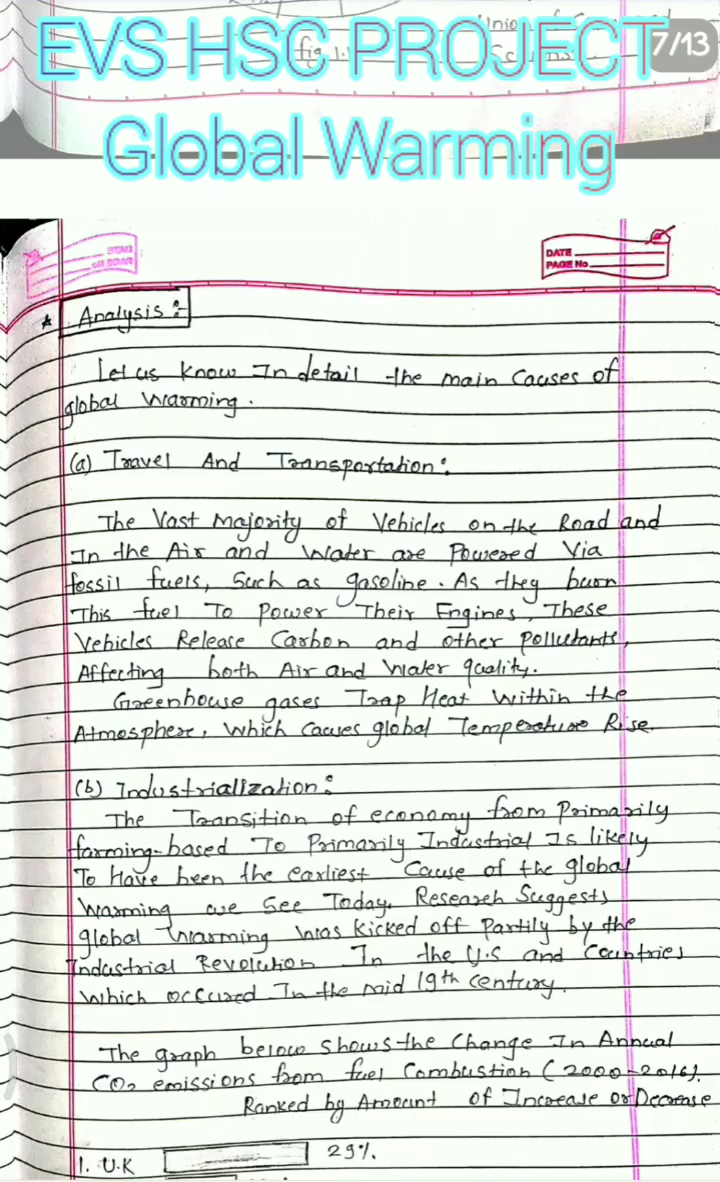 Unio
fig 1.1
EVS HSC PROJECT
7/13
Global Warming
DATE
PAGE No
Analysis :-
Let us know In detail the main Causes of
global warming.
(a) Travel And Transportation:
The Vast Majority of Vehicles on the Road and
In the Air and Water are Powered Via
fossil fuels, Such as gasoline. As they burn
This fuel To Power Their Engines, These
Vehicles Release Carbon and other Pollutants,
Affecting both Air and Water quality.
Greenhouse gases Trap Heat Within the
Atmosphere, Which causes global Temperature Rise.
(b) Industrialization:
The Transition of economy from Primarily
farming-based To Primarily Industrial Is likely
To Have been the earliest Cause of the global
Warming we See Today. Research Suggests
global Warming was Kicked off Partily by the
Industrial Revolution In the U.S and Countries
Which occured In the mid 19th century.
The graph below Shows the Change In Annual
CO2 emissions from fuel Combustion (2000-2016).
Ranked by Amount of Increase or Decrease
1. U.K 29%.